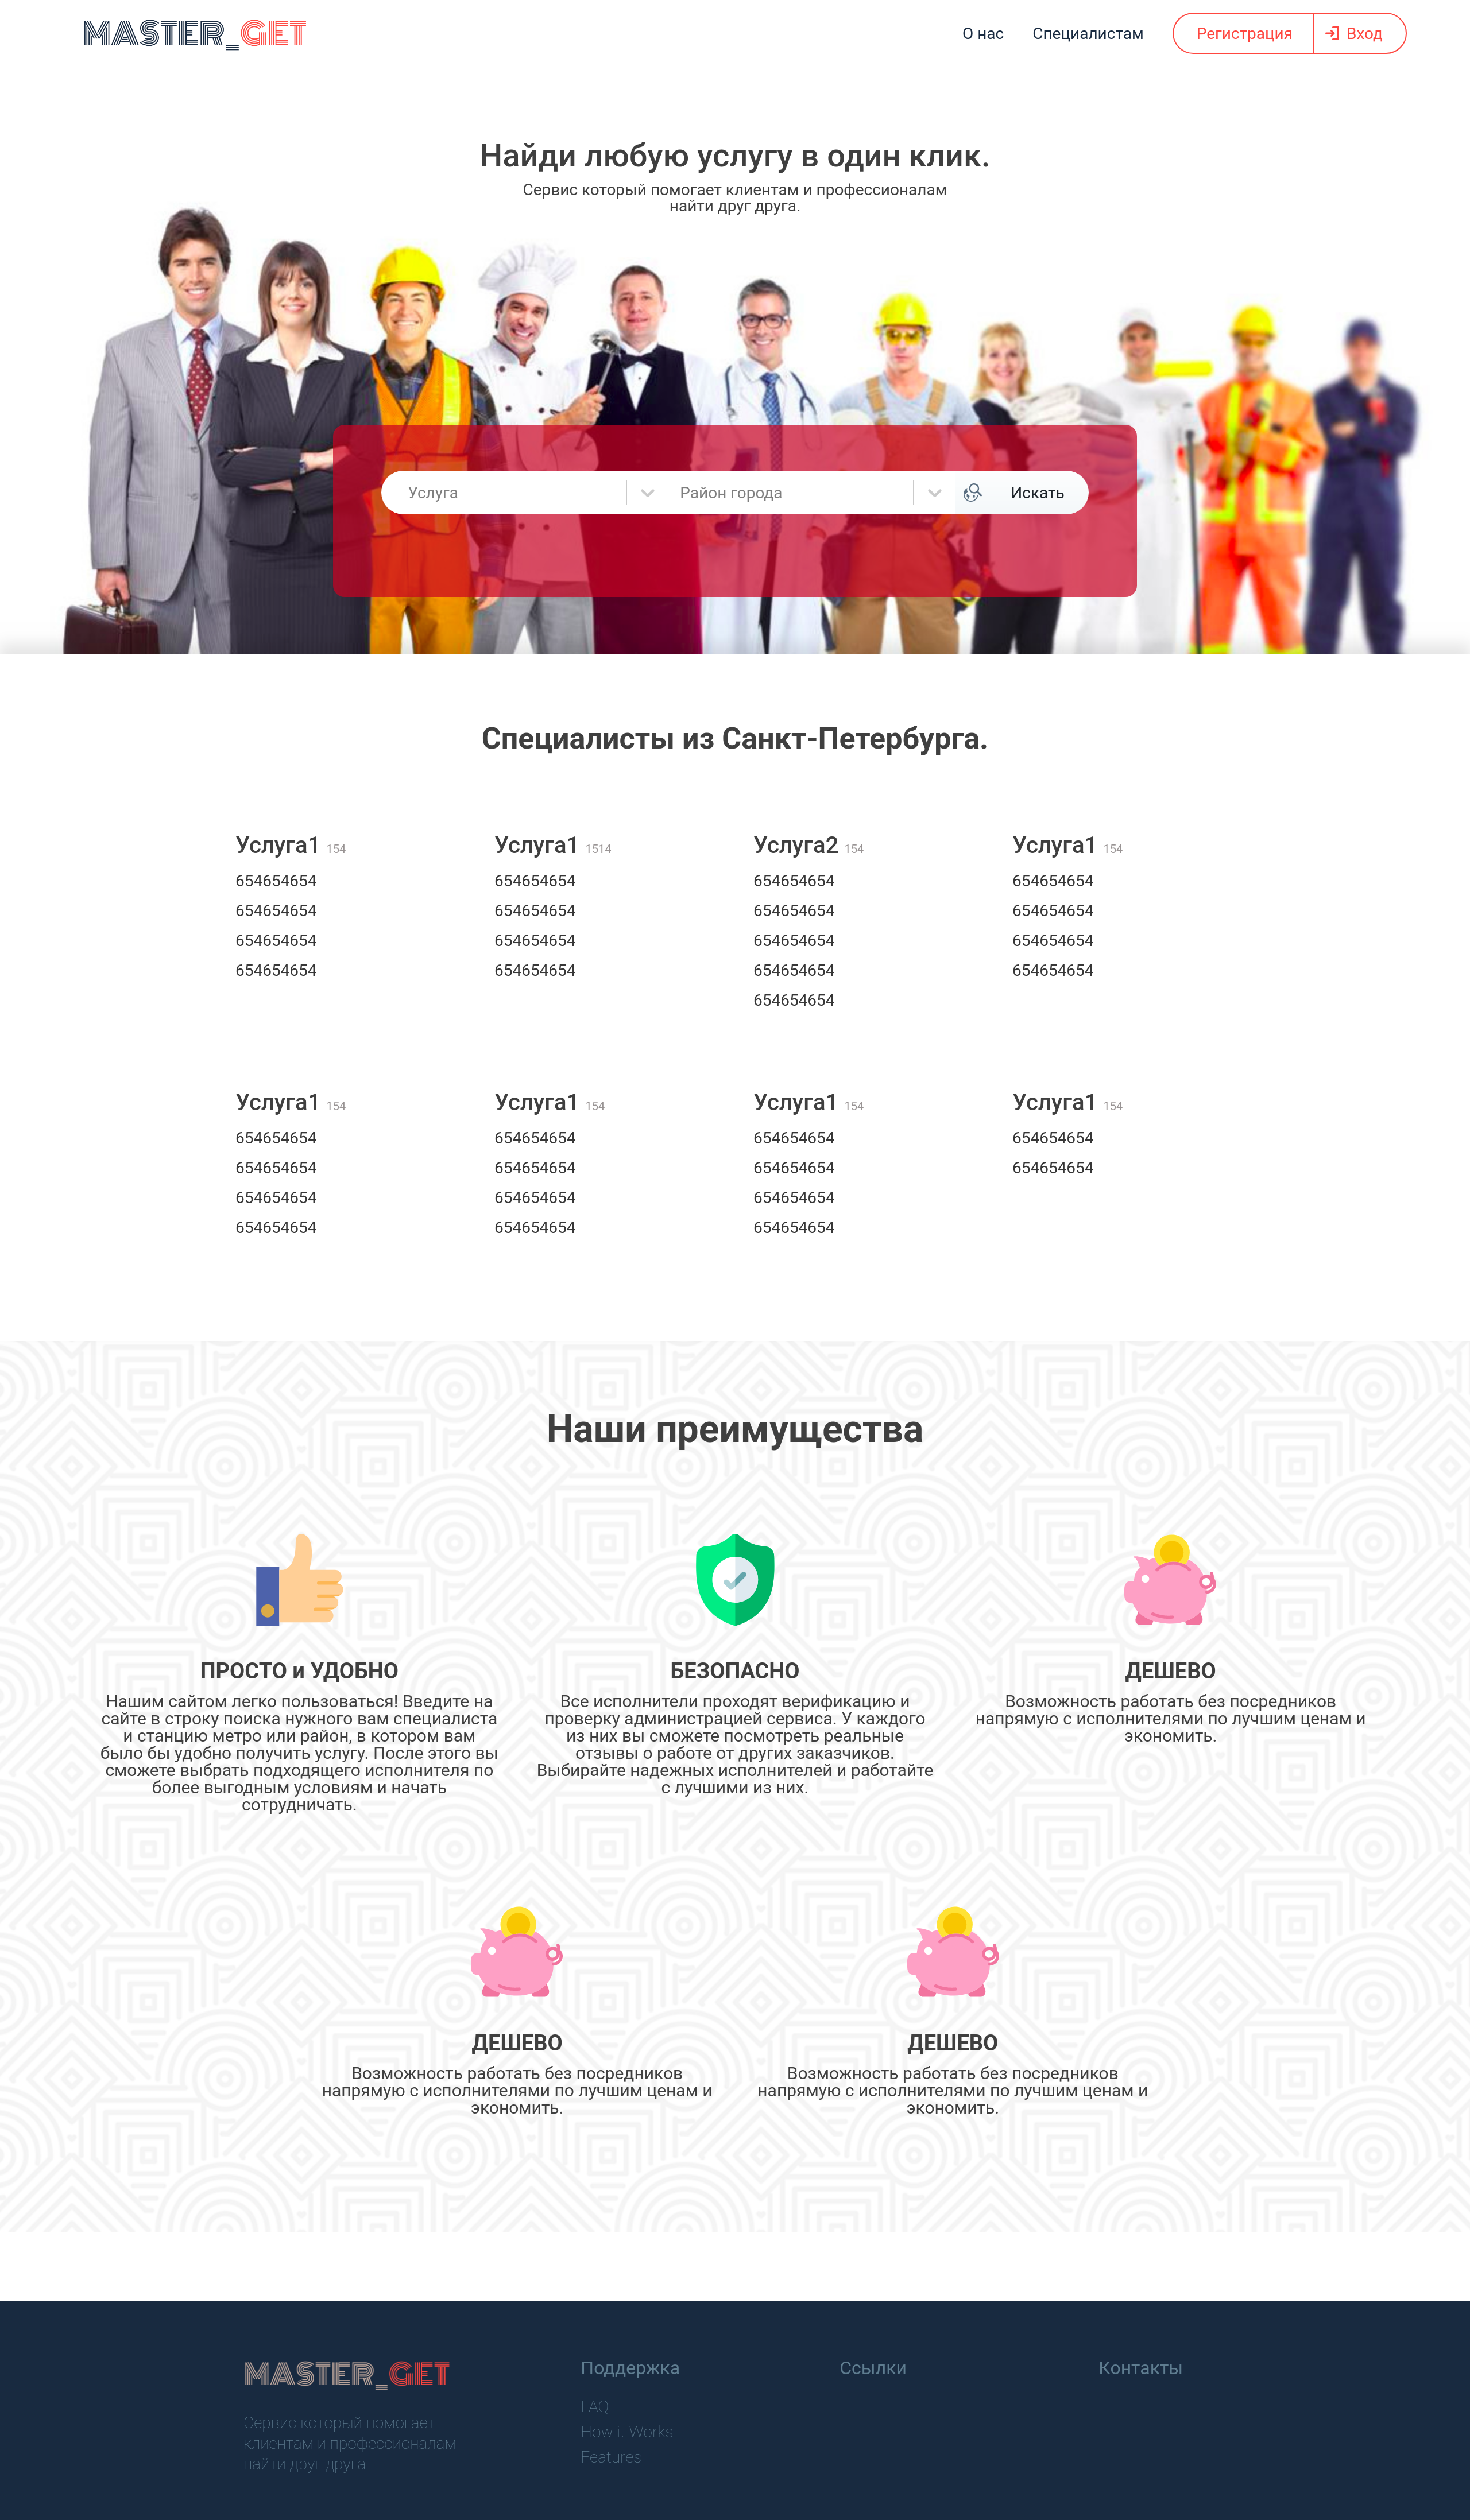 MASTER_GET
О нас
Специалистам
Регистрация
Вход
Найди любую услугу в один клик.
Сервис который помогает клиентам и профессионалам
найти друг друга.
Услуга
Район города
Искать
Специалисты из Санкт-Петербурга.
Услуга1 154
654654654
654654654
654654654
654654654
Услуга1 1514
654654654
654654654
654654654
654654654
Услуга2 154
654654654
654654654
654654654
654654654
654654654
Услуга1 154
654654654
654654654
654654654
654654654
Услуга1 154
654654654
654654654
654654654
654654654
Услуга1 154
654654654
654654654
654654654
654654654
Услуга1 154
654654654
654654654
654654654
654654654
Услуга1 154
654654654
654654654
Наши преимущества
ПРОСТО и УДОБНО
Нашим сайтом легко пользоваться! Введите на
сайте в строку поиска нужного вам специалиста
и станцию метро или район, в котором вам
было бы удобно получить услугу. После этого вы
сможете выбрать подходящего исполнителя по
более выгодным условиям и начать
сотрудничать.
БЕЗОПАСНО
Все исполнители проходят верификацию и
проверку администрацией сервиса. У каждого
из них вы сможете посмотреть реальные
отзывы о работе от других заказчиков.
Выбирайте надежных исполнителей и работайте
с лучшими из них.
ДЕШЕВО
Возможность работать без посредников
напрямую с исполнителями по лучшим ценам и
экономить.
ДЕШЕВО
Возможность работать без посредников
напрямую с исполнителями по лучшим ценам и
экономить.
ДЕШЕВО
Возможность работать без посредников
напрямую с исполнителями по лучшим ценам и
экономить.
MASTER_GET
Сервис который помогает
клиентам и профессионалам
найти друг друга
Поддержка
FAQ
How it Works
Features
Ссылки
Контакты